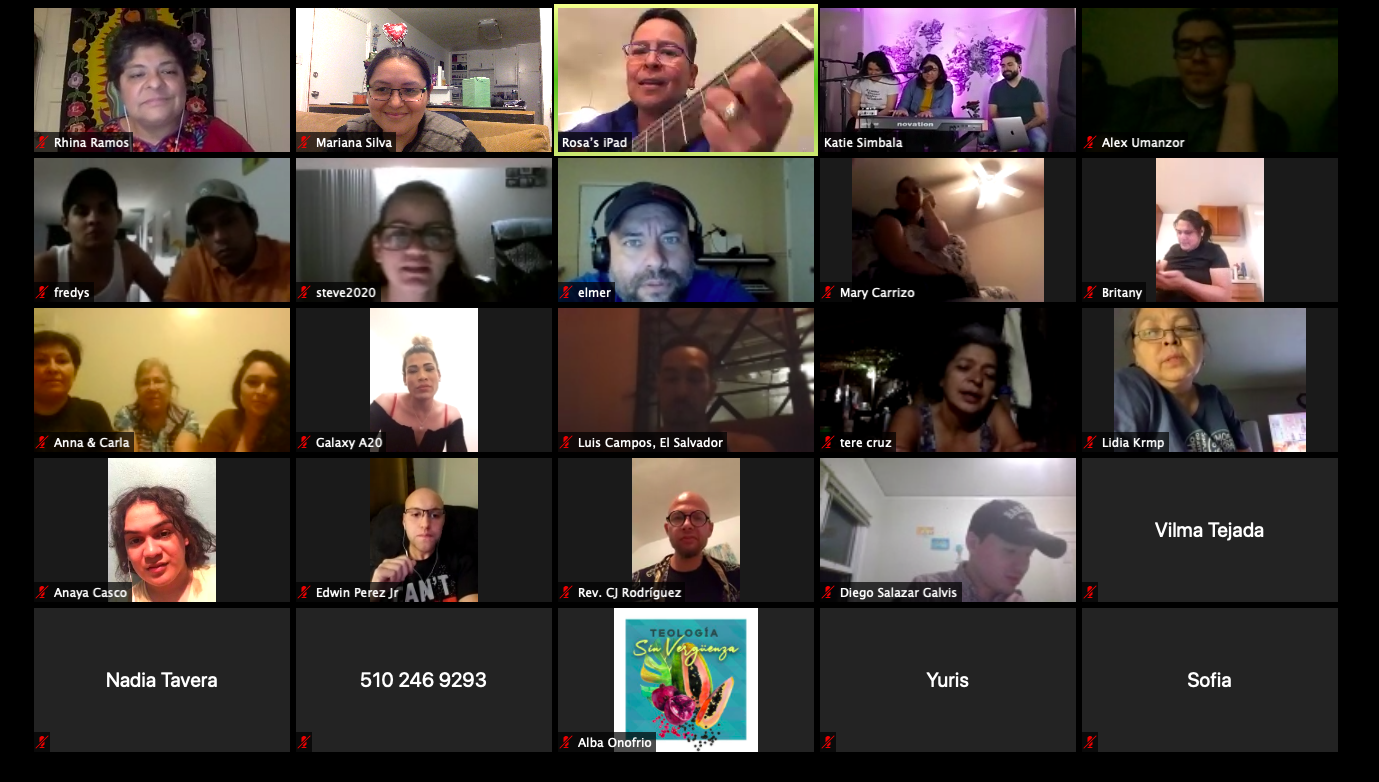 Rhina Ramos
Mariana Silva
Rosa's iPad
novation
Katie Simbala
Alex Umanzor
fredys
steve2020
elmer
Mary Carrizo
Britany
Anna & Carla
Galaxy A20
Luis Campos, El Salvador
tere cruz
Lidia Krmp
Anaya Casco
AN'T
Edwin Perez Jr
Rev. CJ Rodríguez
Diego Salazar Galvis
Vilma Tejada
Nadia Tavera
510 246 9293
TEOLOGÍA
Sin Vergüenza
Alba Onofrio
Yuris
Sofia